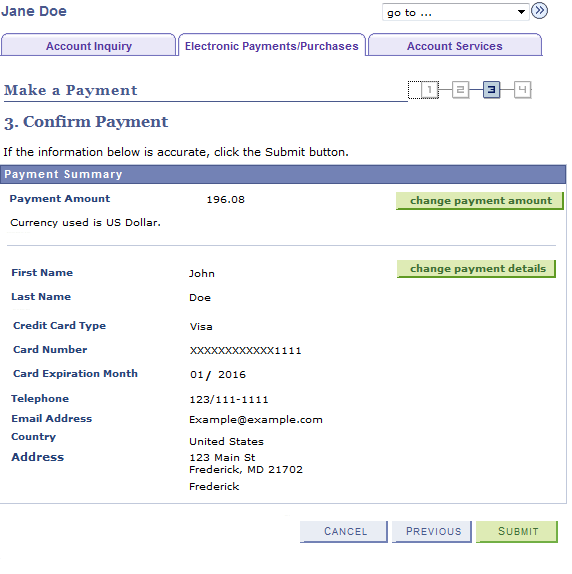 Jane Doe
go to ...
Account Inquiry
Electronic Payments/Purchases
Account Services
Make a Payment
1 2 3 4
3. Confirm Payment
If the information below is accurate, click the Submit button.
Payment Summary
Payment Amount 196.08 change payment amount
Currency used is US Dollar.
change payment details
First Name John
Last Name Doe
Credit Card Type Visa
Card Number XXXXXXXXXXXX1111
Card Expiration Month 01/ 2016
Telephone 123/111-1111
Email Address Example@example.com
Country United States
Address 123 Main St
Frederick, MD 21702
Frederick
CANCEL PREVIOUS SUBMIT